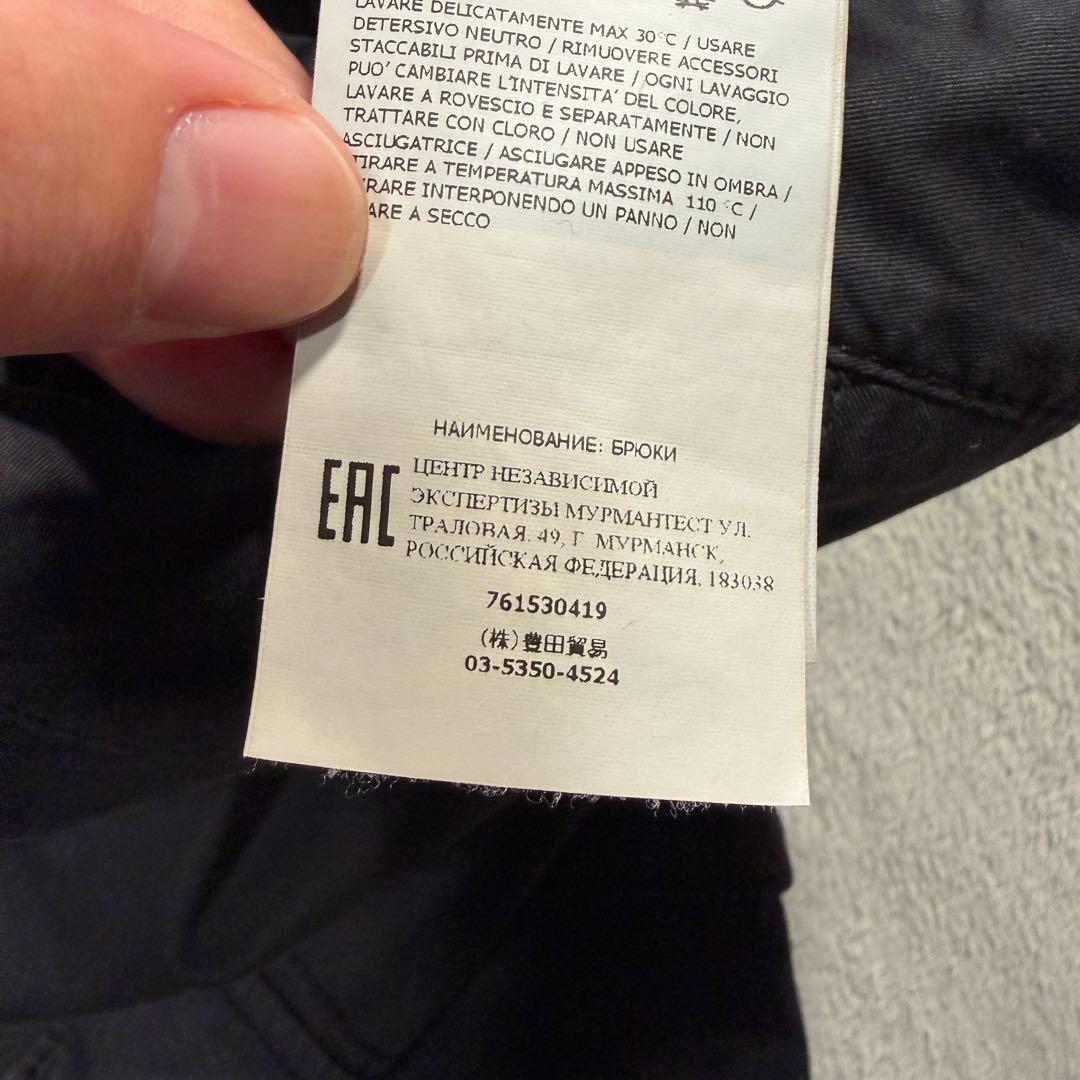 LAVARE DELICATAMENTE MAX 30°C / USARE
DETERSIVO NEUTRO / RIMUOVERE ACCESSORI
STACCABILI PRIMA DI LAVARE / OGNI LAVAGGIO
PUO' CAMBIARE L'INTENSITA' DEL COLORE,
LAVARE A ROVESCIO E SEPARATAMENTE / NON
TRATTARE CON CLORO / NON USARE
ASCIUGATRICE / ASCIUGARE APPESO IN OMBRA /
TIRARE A TEMPERATURA MASSIMA 110 °C /
INTERPONENDO UN PANNO / NON
A SECCO
НАИМЕНОВАНИЕ: БРЮКИ
EAC
ЦЕНТР НЕЗАВИСИМОЙ
ЭКСПЕРТИЗЫ МУРМАНТЕСТ УЛ.
ТРАЛОВАЯ, 49, Г. МУРМАНСК,
РОССИЙСКАЯ ФЕДЕРАЦИЯ, 183038
761530419
(株)豊田貿易
03-5350-4524